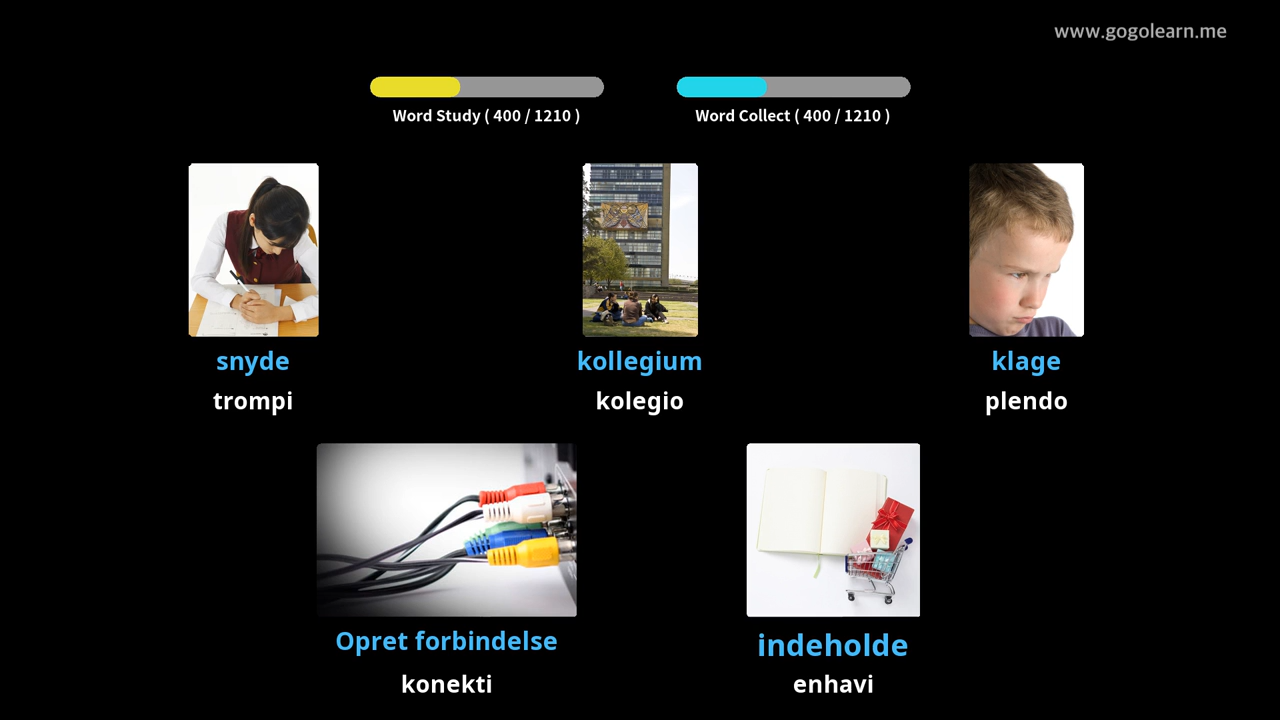 www.gogolearn.me
Word Study ( 400 / 1210 )
Word Collect ( 400 / 1210 )
snyde
trompi
kollegium
kolegio
klage
plendo
Opret forbindelse
konekti
indeholde
enhavi